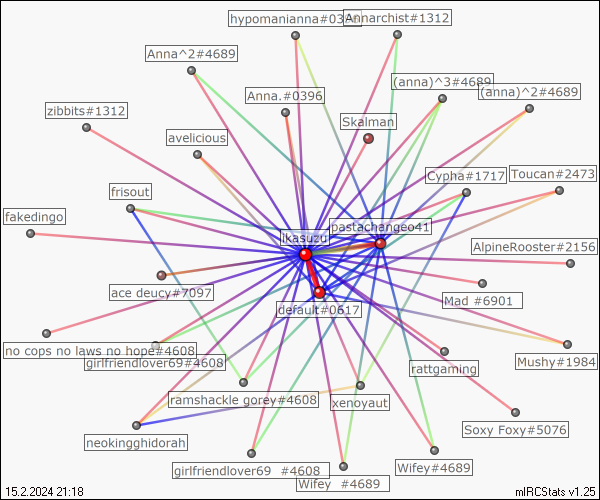 hypomanianna#0396
Annarchist#1312
Anna^2#4689
(anna)^3#4689
(anna)^2#4689
Anna.#0396
zibbits#1312
Skalman
avelicious
Cypha#1717
Toucan#2473
frisout
fakedingo
pastachangeo41
ikasuzu
AlpineRooster#2156
ace deucy#7097
Mad #6901
default#0617
no cops no laws no hope#4608
girlfriendlover69#4608
rattgaming
Mushy#1984
ramshackle gorey#4608
xenoyaut
neokingghidorah
Soxy Foxy#5076
girlfriendlover69 #4608
Wifey #4689
Wifey#4689
15.2.2024 21:18
mIRCStats v1.25